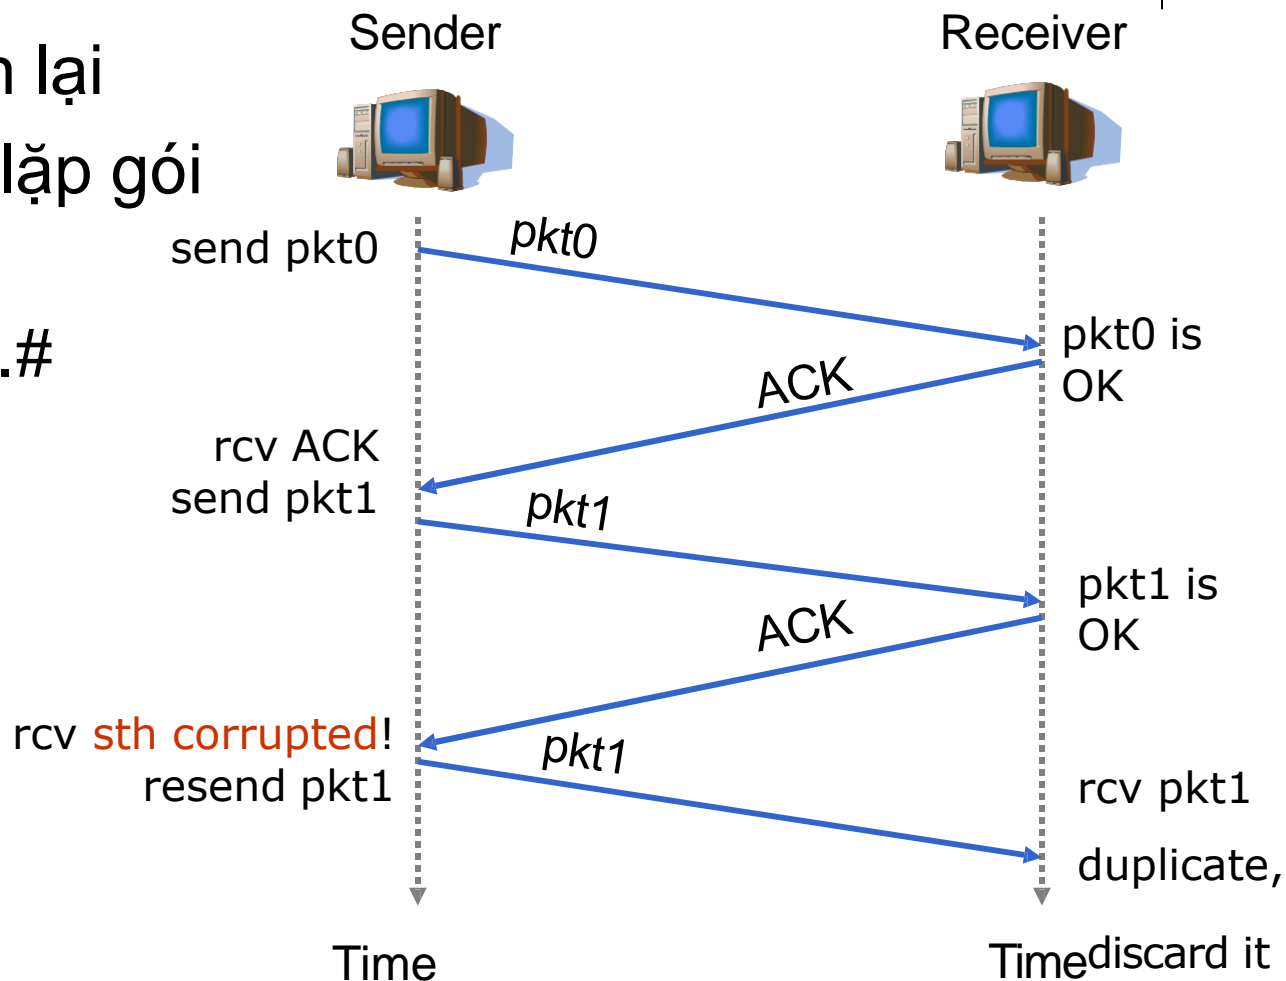 Sender
Receiver
lại
lặp gói
.#
send pkt0
pkt0
pkt0 is
OK
ACK
rcv ACK
send pkt1
pkt1
pkt1 is
OK
ACK
rcv sth corrupted!
resend pkt1
pkt1
rcv pkt1
duplicate,
discard it
Time
Time